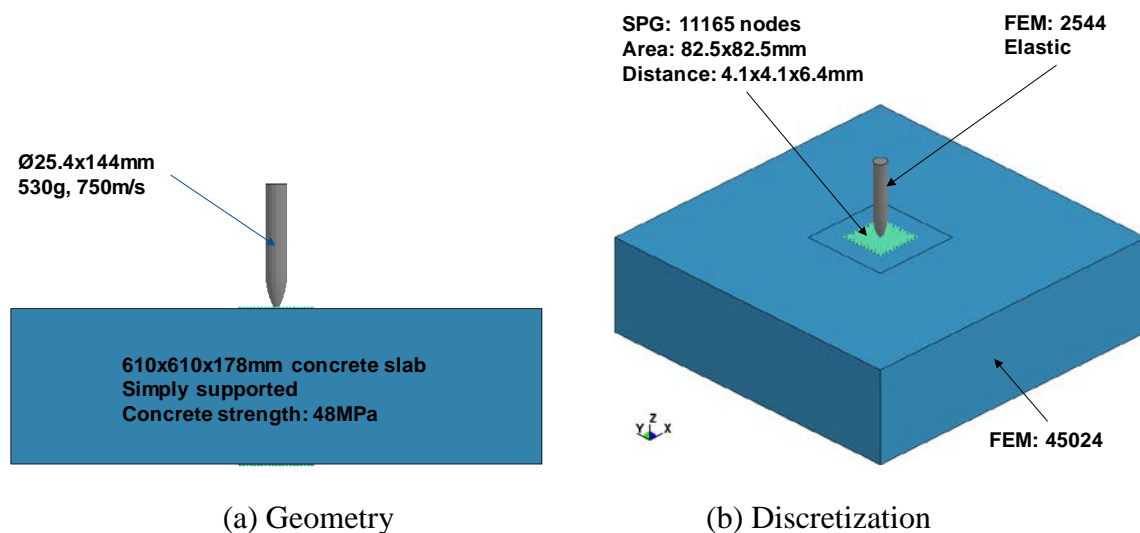 Ø25.4x144mm
530g, 750m/s
610x610x178mm concrete slab
Simply supported
Concrete strength: 48MPa
(a) Geometry
SPG: 11165 nodes
Area: 82.5x82.5mm
Distance: 4.1x4.1x6.4mm
FEM: 2544
Elastic
Z
Y X
FEM: 45024
(b) Discretization